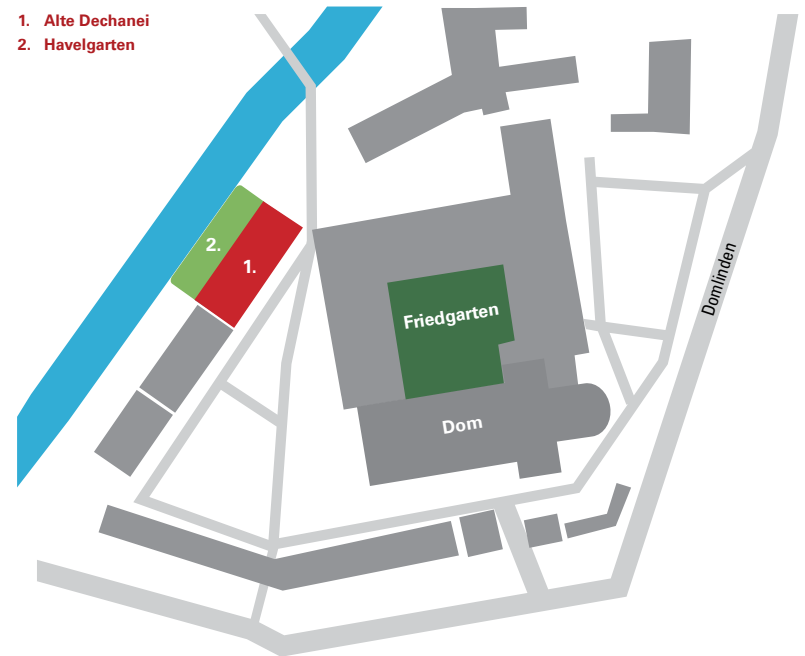 1. Alte Dechanei
2. Havelgarten
2.
1.
Domlinden
Friedgarten
Dom